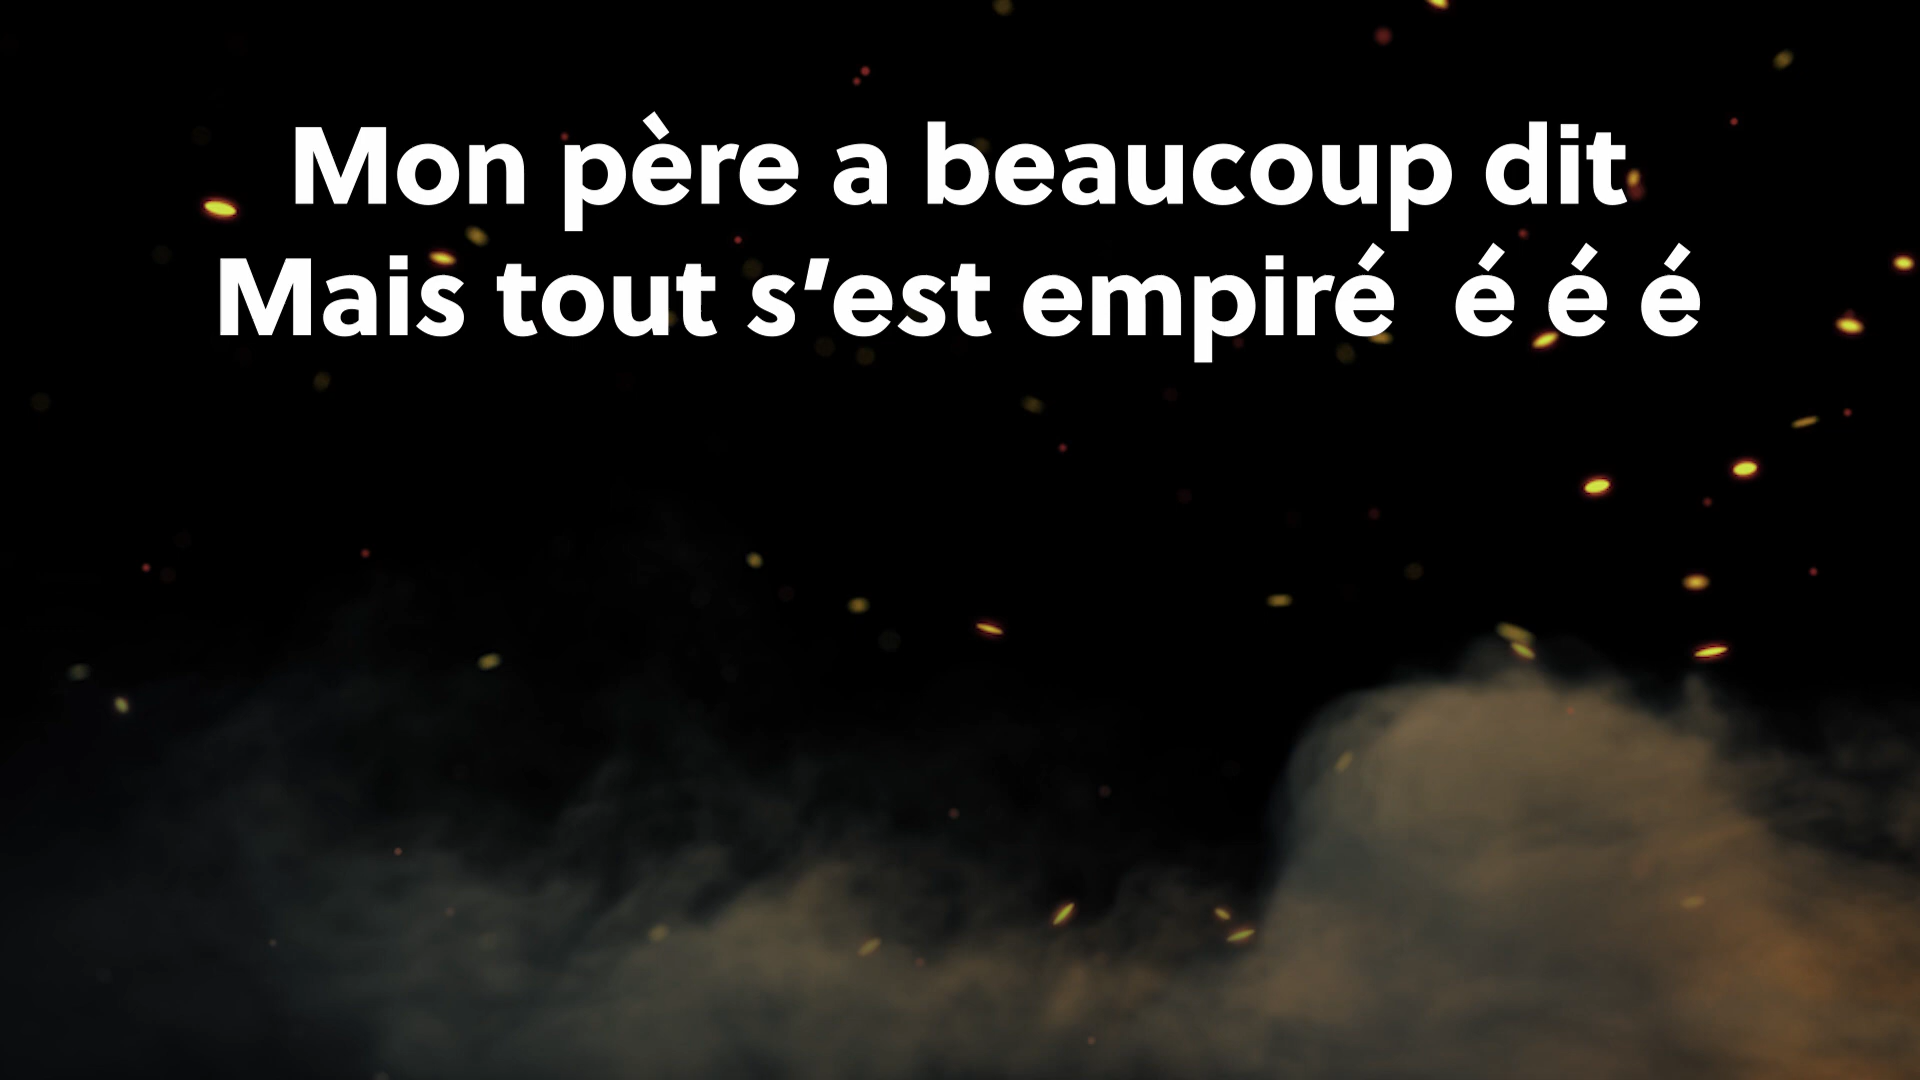 Mon père a beaucoup dit
Mais tout s’est empiré  é é é